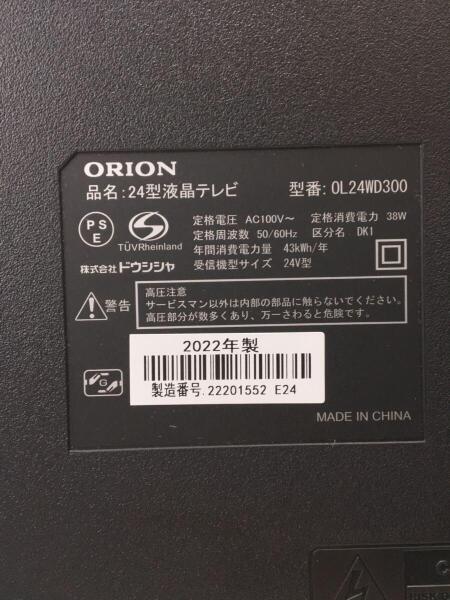 ORION
品名:24型液晶テレビ 型番: OL24WD300
PS
E
TÜVRheinland
株式会社ドウシシャ
定格電圧 AC100V～ 定格消費電力 38W
定格周波数 50/60Hz 区分名 DK1
年間消費電力量 43kWh/年
受信機型サイズ 24V型
警告
高圧注意
サービスマン以外は内部の部品に触らないでください。
高圧部分が数多くあり、万一さわると危険です。
2022年製
製造番号.22201552 E24
G
MADE IN CHINA